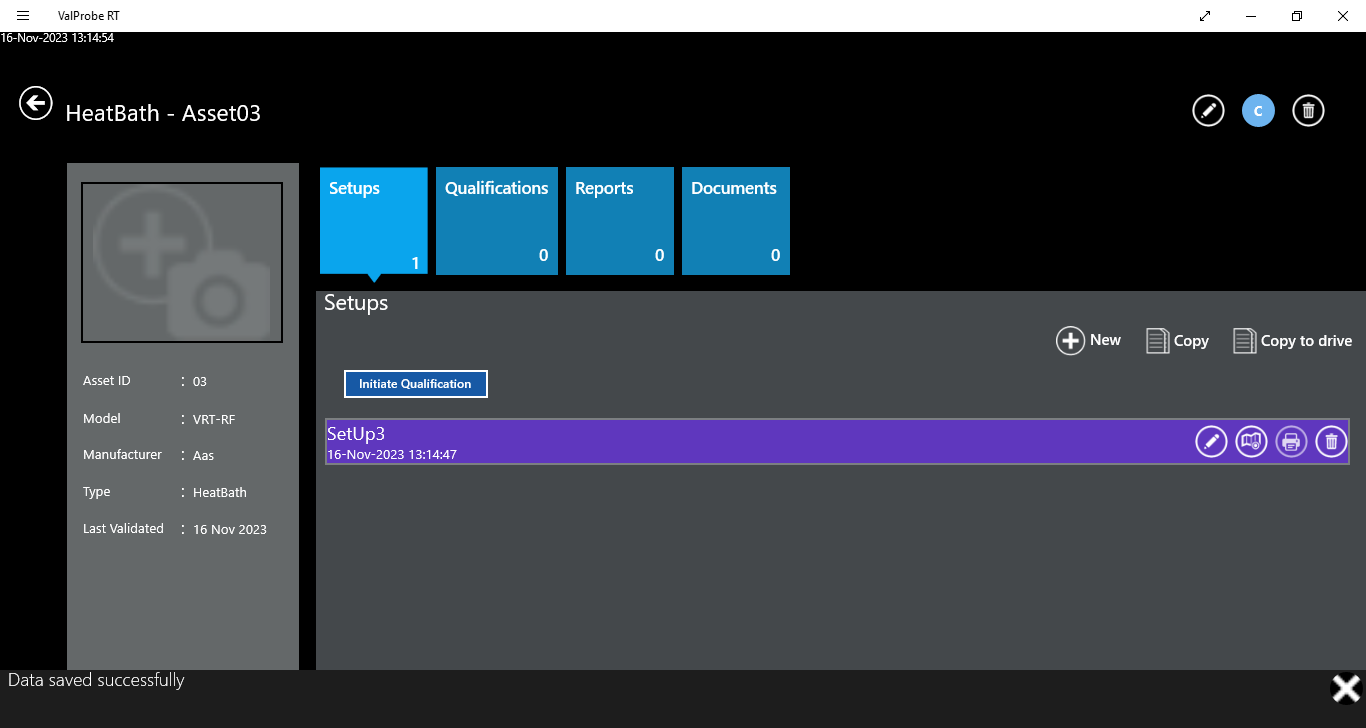 ValProbe RT
16-Nov-2023 13:14:54
HeatBath - Asset03
C
Setups
1
Qualifications
0
Reports
0
Documents
0
Asset ID : 03
Model : VRT-RF
Manufacturer : Aas
Type : HeatBath
Last Validated : 16 Nov 2023
Setups
New Copy Copy to drive
Initiate Qualification
SetUp3
16-Nov-2023 13:14:47
Data saved successfully